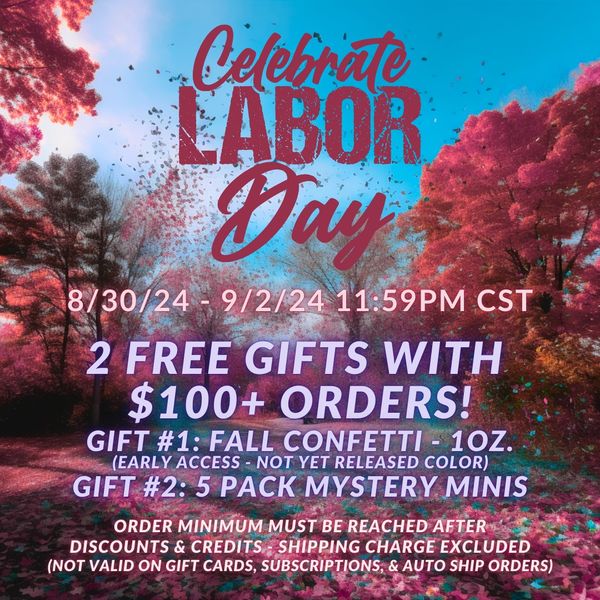 Celebrate
LABOR
Day
8/30/24 - 9/2/24 11:59PM CST
2 FREE GIFTS WITH
$100+ ORDERS!
GIFT #1: FALL CONFETTI - 1OZ.
(EARLY ACCESS - NOT YET RELEASED COLOR)
GIFT #2: 5 PACK MYSTERY MINIS
ORDER MINIMUM MUST BE REACHED AFTER
DISCOUNTS & CREDITS - SHIPPING CHARGE EXCLUDED
(NOT VALID ON GIFT CARDS, SUBSCRIPTIONS, & AUTO SHIP ORDERS)